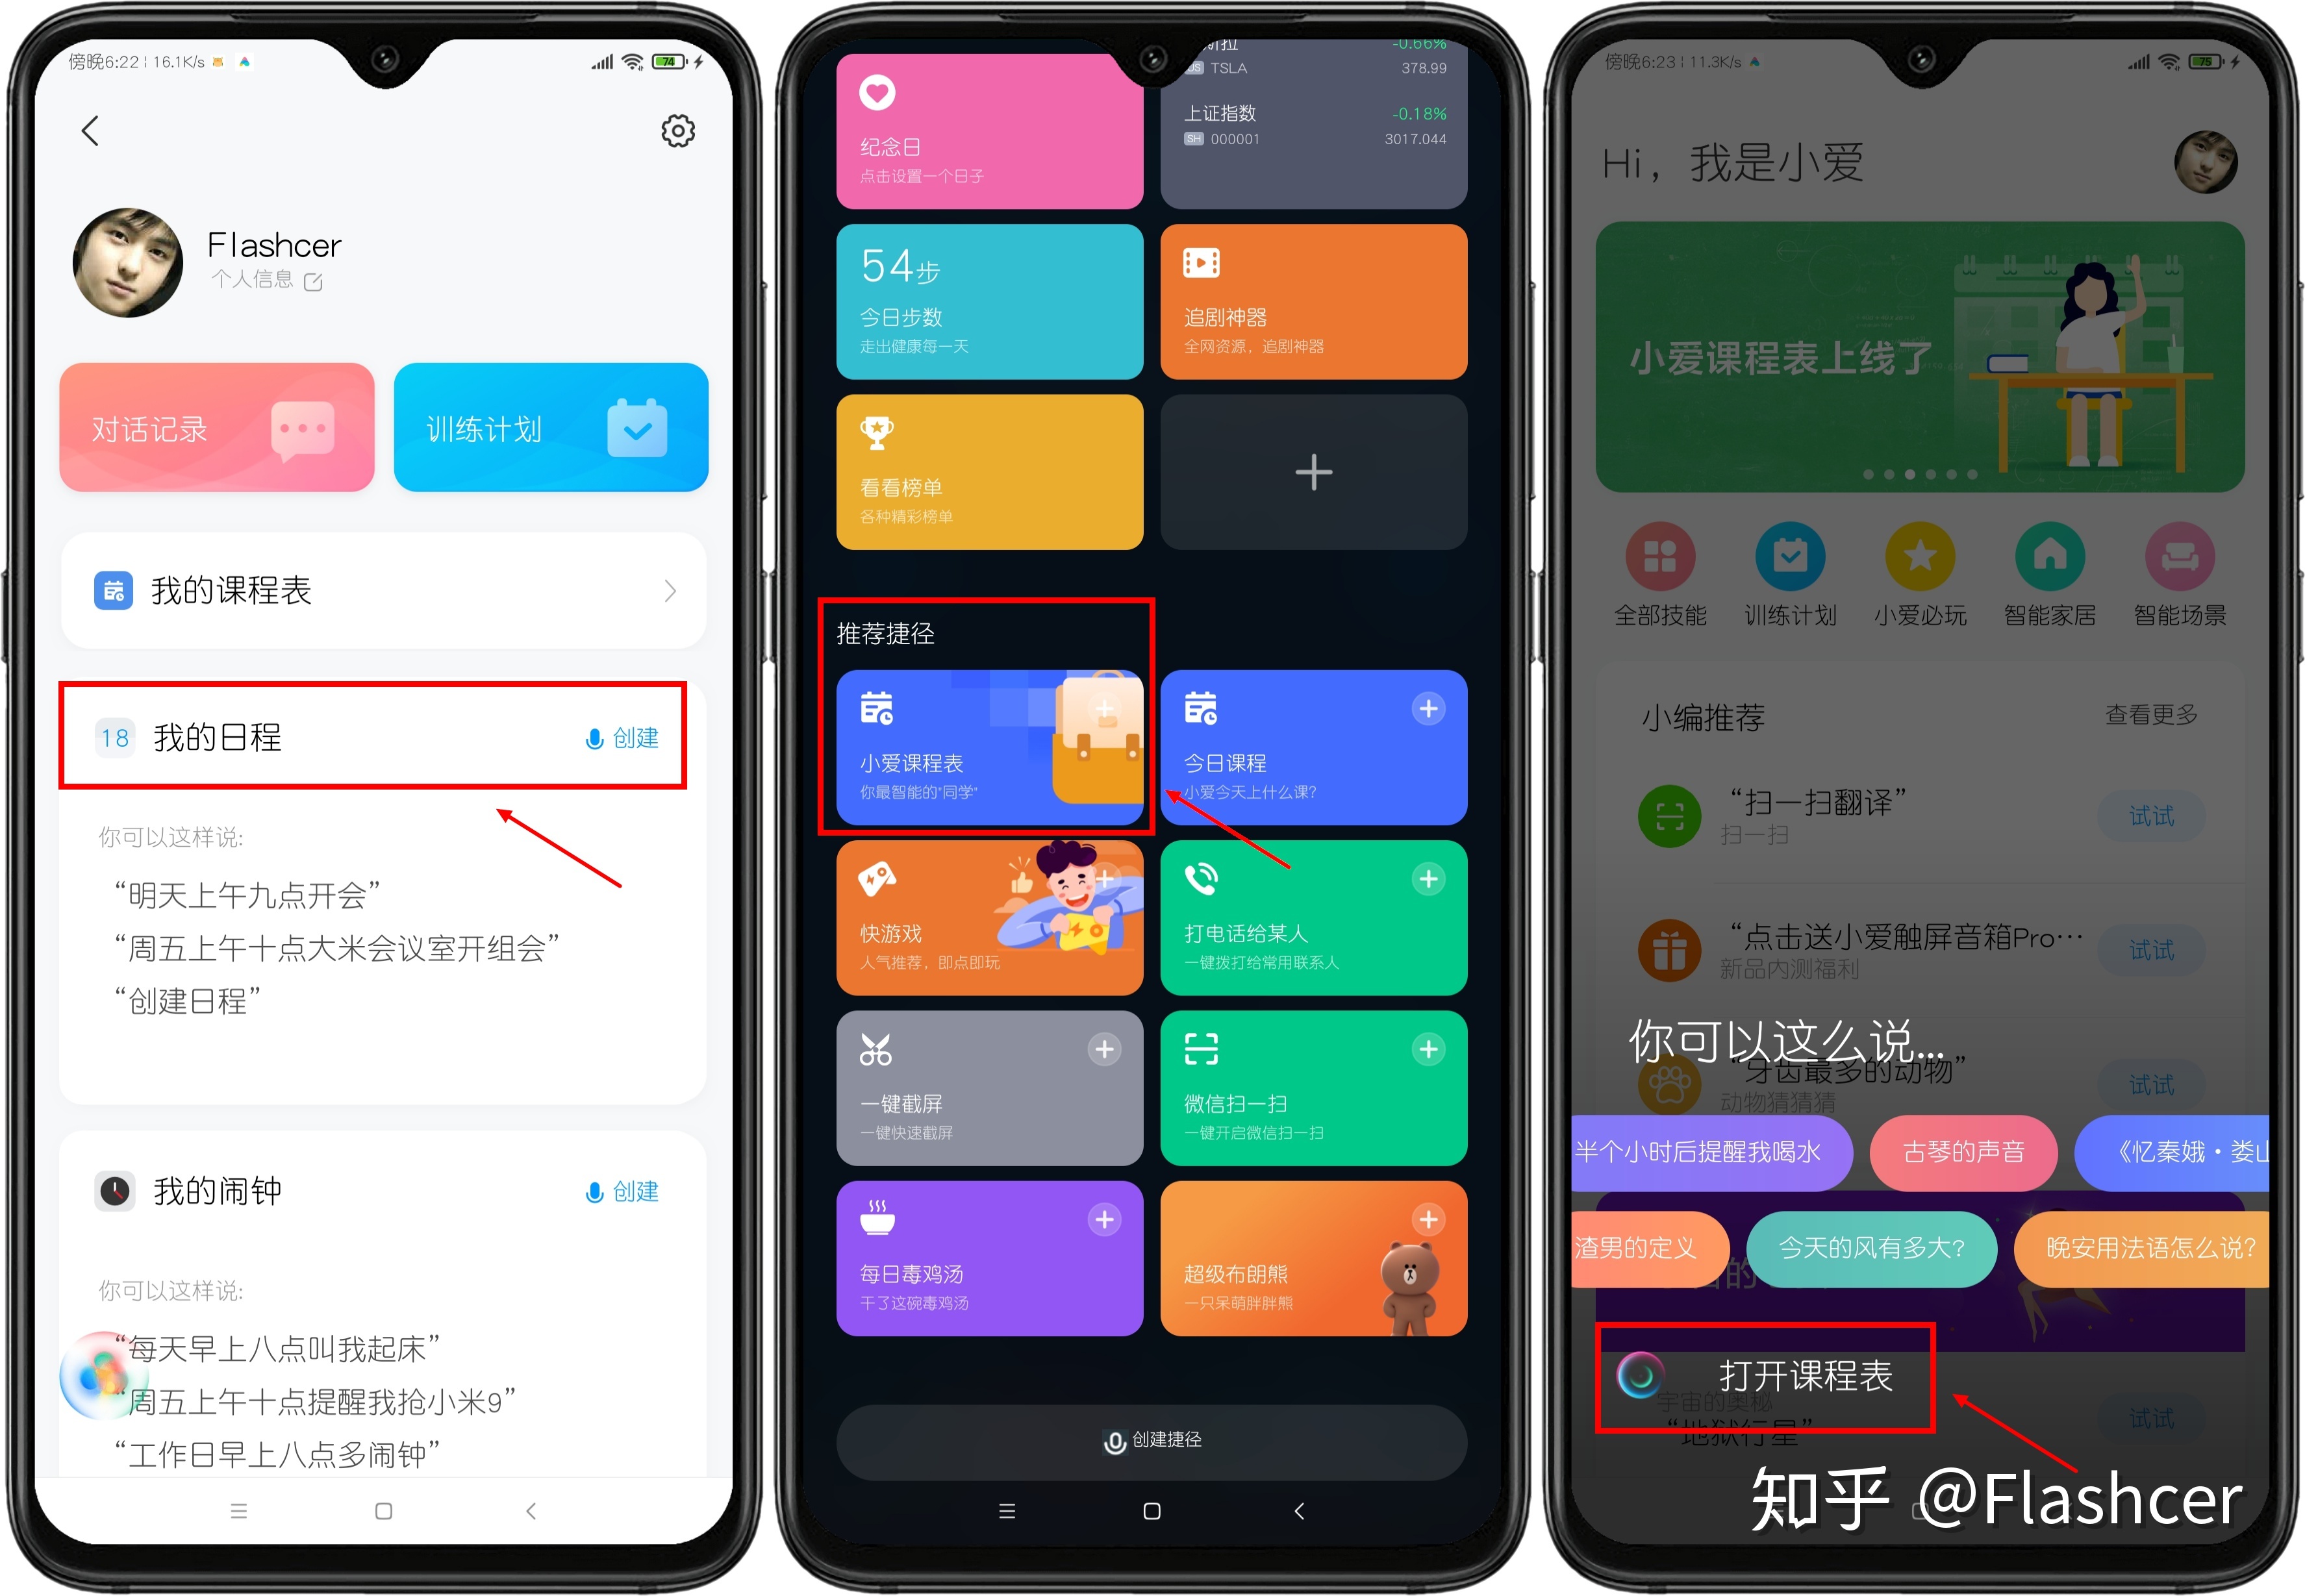 傍晚6:22 | 16.1K/s
74
Flashcer
个人信息
对话记录
训练计划
我的课程表
18 我的日程
创建
你可以这样说:
“明天上午九点开会”
“周五上午十点大米会议室开组会”
“创建日程”
我的闹钟
创建
你可以这样说:
“每天早上八点叫我起床”
“周五上午十点提醒我抢小米9”
“工作日早上八点多闹钟”
纪念日
点击设置一个日子
-0.66%
US TSLA
378.99
上证指数
-0.18%
SH 000001
3017.044
54步
今日步数
走出健康每一天
追剧神器
全网资源，追剧神器
看看榜单
各种精彩榜单
推荐捷径
小爱课程表
你最智能的"同学"
今日课程
小爱今天上什么课?
快游戏
人气推荐，即点即玩
打电话给某人
一键拨打给常用联系人
一键截屏
一键快速截屏
微信扫一扫
一键开启微信扫一扫
每日毒鸡汤
干了这碗毒鸡汤
超级布朗熊
一只呆萌胖胖熊
创建捷径
傍晚6:23 | 11.3K/s
75
Hi，我是小爱
小爱课程表上线了
全部技能
训练计划
小爱必玩
智能家居
智能场景
小编推荐
查看更多
“扫一扫翻译”
扫一扫
试试
“点击送小爱触屏音箱Pro…
新品内测福利
试试
你可以这么说...
“牙齿最多的动物”
动物猜猜猜
试试
半个小时后提醒我喝水
古琴的声音
《忆秦娥·娄山
渣男的定义
今天的风有多大?
晚安用法语怎么说?
打开课程表
宇宙的奥秘
“地狱行星”
试试
知乎 @Flashcer